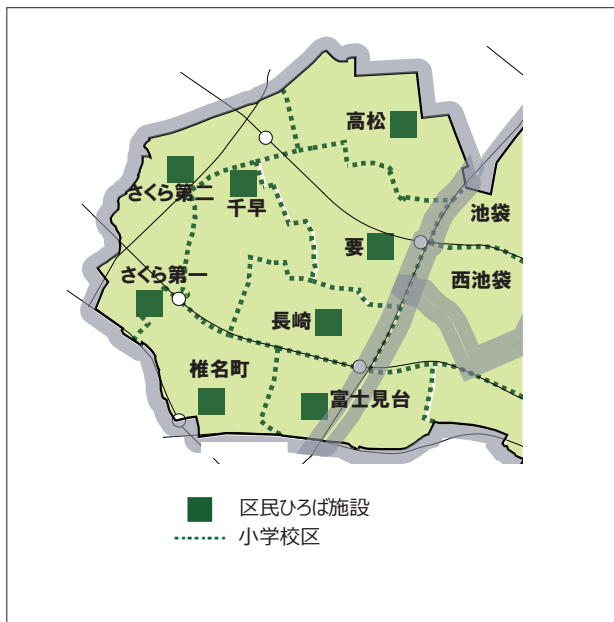 高松
さくら第二
千早
池袋
要
西池袋
さくら第一
長崎
椎名町
富士見台
区民ひろば施設
小学校区